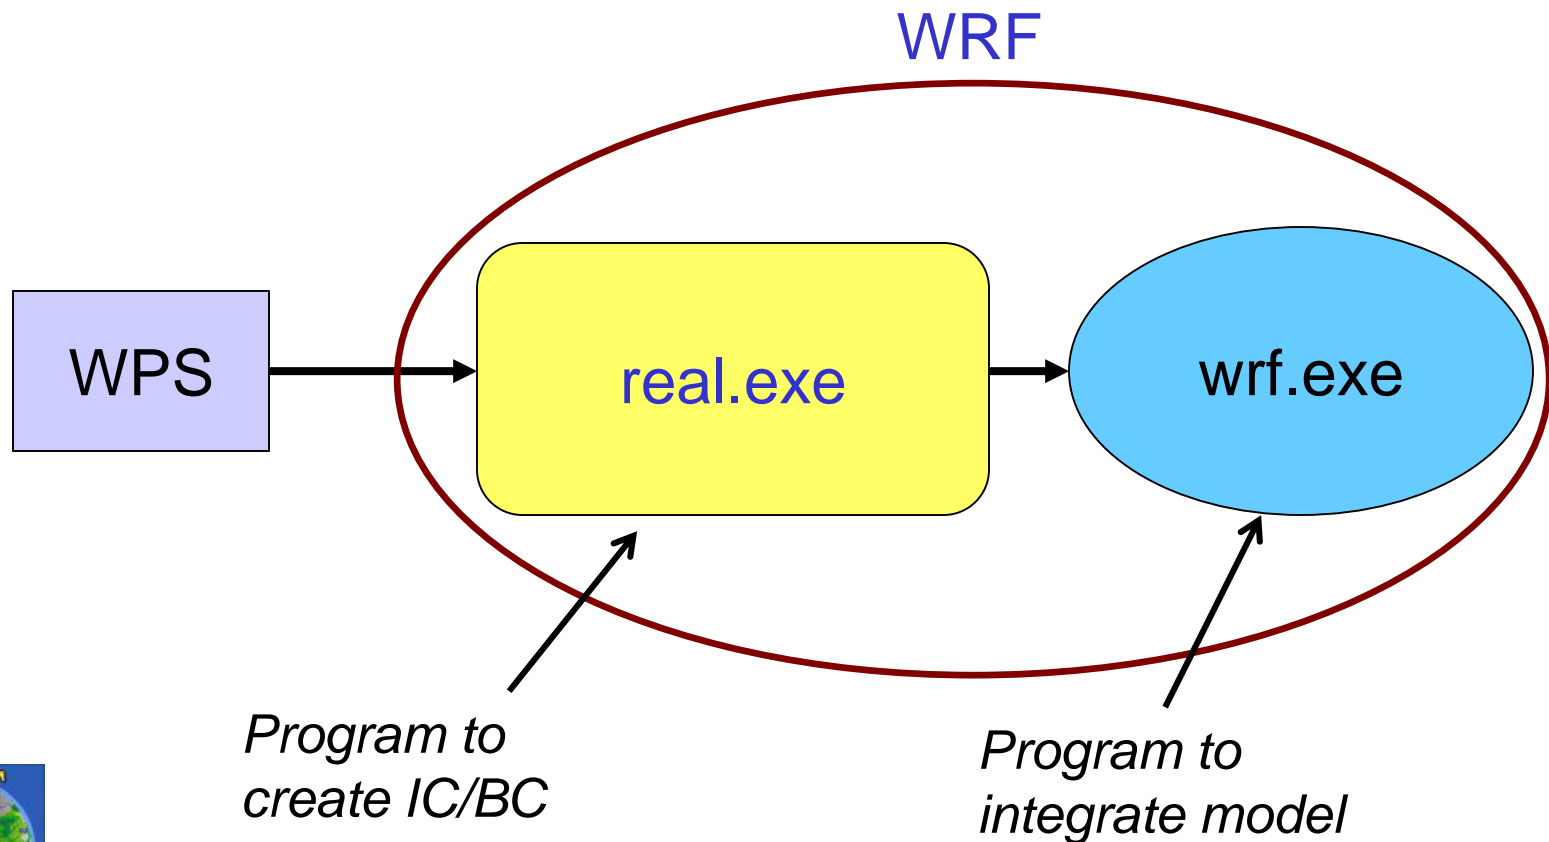 WRF
WPS
real.exe
wrf.exe
Program to
create IC/BC
Program to
integrate model